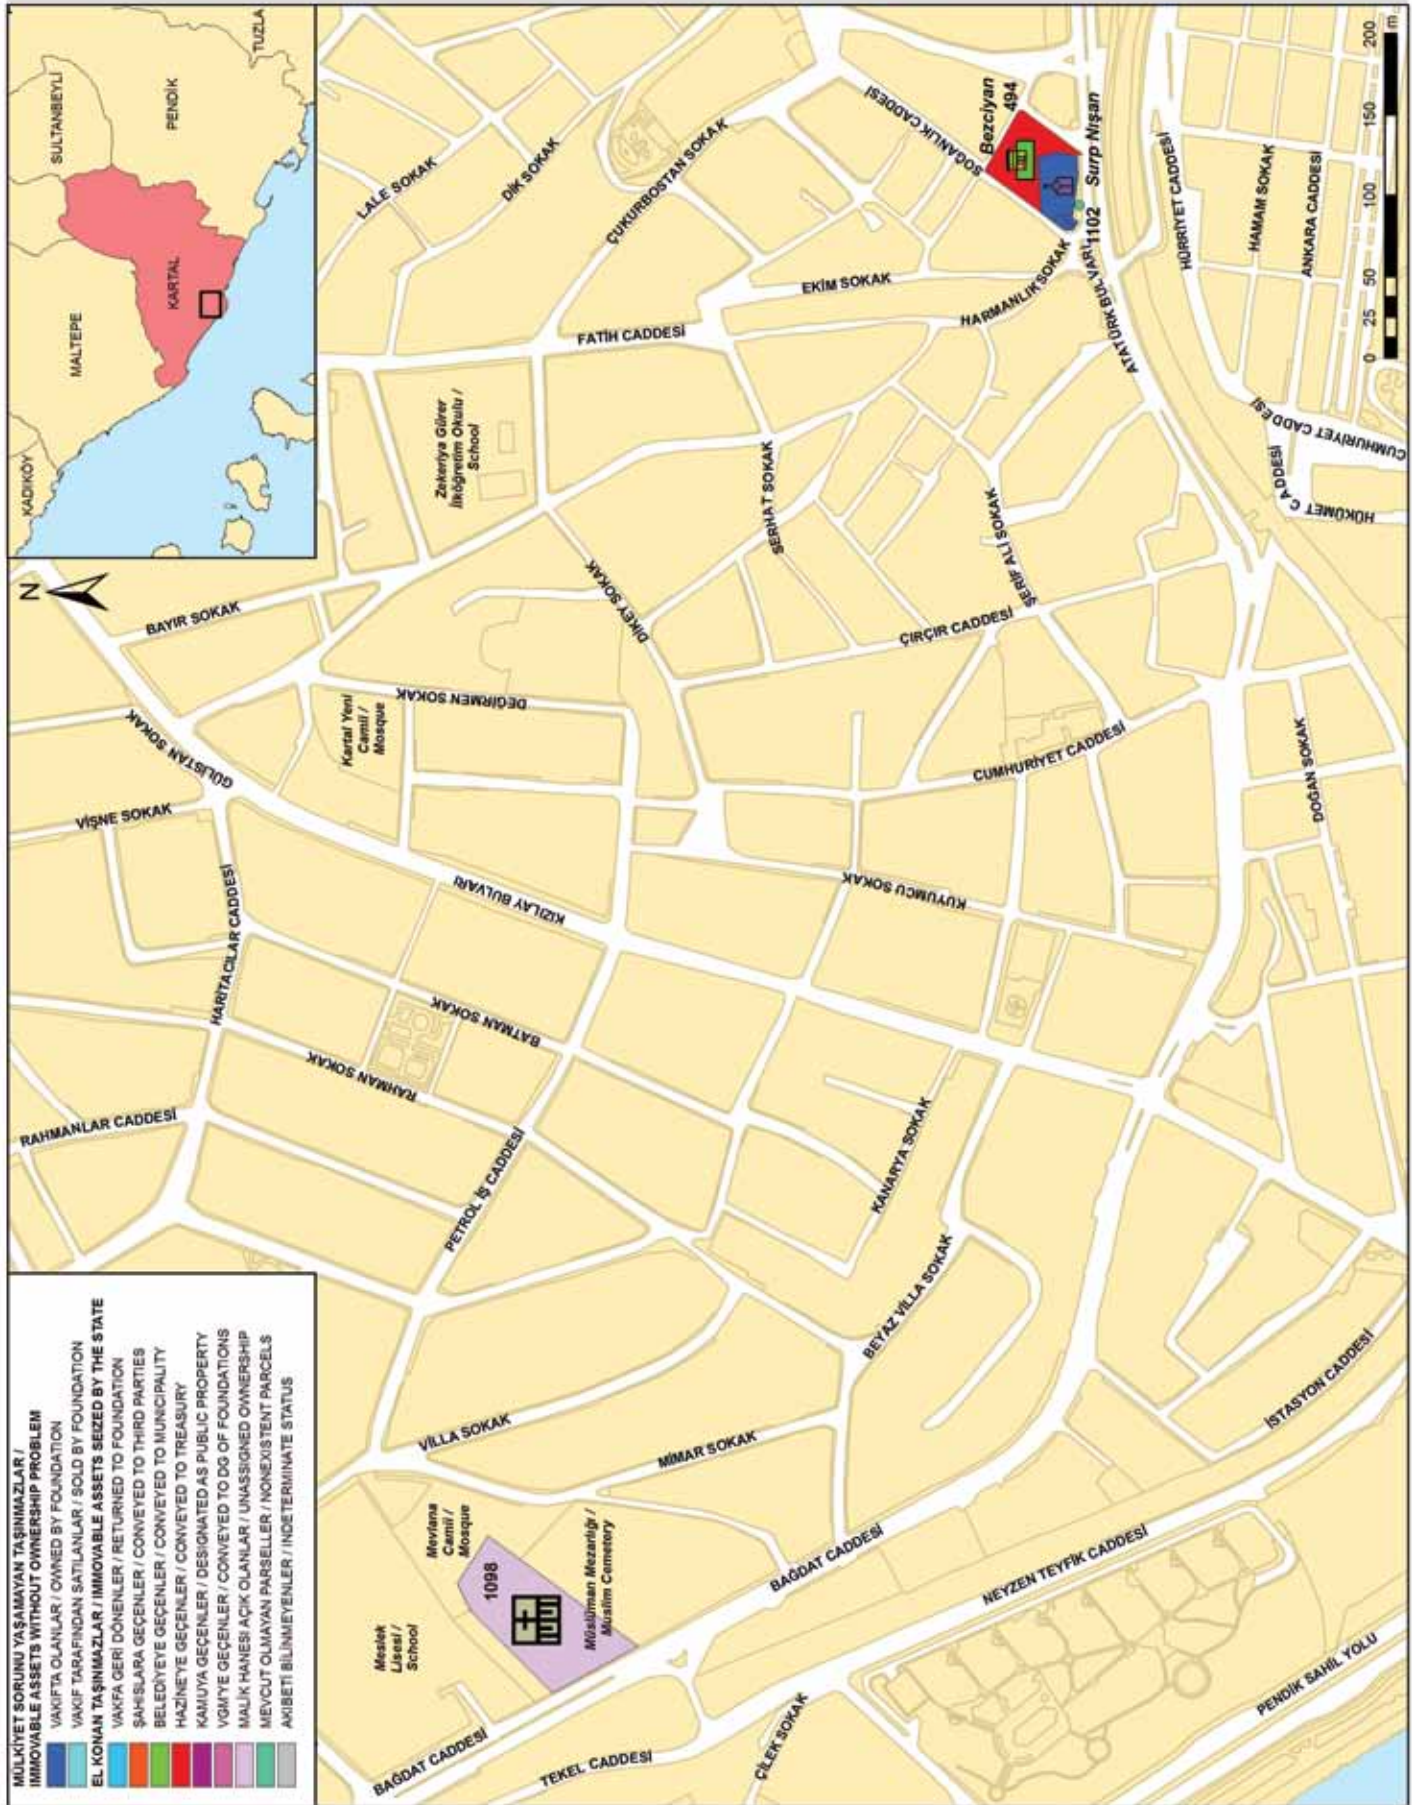 MÜLKİYET SORUNU YAŞAMAYAN TAŞINMAZLAR /
IMMOVABLE ASSETS WITHOUT OWNERSHIP PROBLEM
VAKIFTA OLANLAR / OWNED BY FOUNDATION
VAKIF TARAFINDAN SATILANLAR / SOLD BY FOUNDATION
EL KONAN TAŞINMAZLAR / IMMOVABLE ASSETS SEIZED BY THE STATE
VAKFA GERİ DÖNENLER / RETURNED TO FOUNDATION
ŞAHISLARA GEÇENLER / CONVEYED TO THIRD PARTIES
BELEDİYEYE GEÇENLER / CONVEYED TO MUNICIPALITY
HAZİNE'YE GEÇENLER / CONVEYED TO TREASURY
KAMUYA GEÇENLER / DESIGNATED AS PUBLIC PROPERTY
VGM'YE GEÇENLER / CONVEYED TO DG OF FOUNDATIONS
MALİK HANESİ AÇIK OLANLAR / UNASSIGNED OWNERSHIP
MEVCUT OLMAYAN PARSELLER / NONEXISTENT PARCELS
AKIBETİ BİLİNMEYENLER / INDETERMINATE STATUS
RAHMANLAR CADDESİ
HARİTACILAR CADDESİ
VİŞNE SOKAK
GÜLİSTAN SOKAK
BAYIR SOKAK
N
KADIKÖY
MALTEPE
SULTANBEYLİ
KARTAL
PENDİK
TUZLA
RAHMAN SOKAK
BATMAN SOKAK
KIZILAY BULVARI
Kartal Yeni
Camii /
Mosque
DEĞİRMEN SOKAK
Zekeriya Gürer
İlköğretim Okulu /
School
LALE SOKAK
DİK SOKAK
ÇUKURBOSTAN SOKAK
FATİH CADDESİ
Meslek
Lisesi /
School
Mevlana
Camii /
Mosque
1098
Müslüman Mezarlığı /
Muslim Cemetery
VİLLA SOKAK
PETROL İŞ CADDESİ
DİKEY SOKAK
MİMAR SOKAK
SERHAT SOKAK
EKİM SOKAK
SOĞANLIK CADDESİ
KANARYA SOKAK
BEYAZ VİLLA SOKAK
KUYUMCU SOKAK
CUMHURİYET CADDESİ
ÇIRÇIR CADDESİ
ŞERİF ALİ SOKAK
HARMANLIK SOKAK
Bezciyan
494
1102
Surp Nışan
ATATÜRK BULVARI
BAĞDAT CADDESİ
BAĞDAT CADDESİ
TEKEL CADDESİ
ÇİLEK SOKAK
NEYZEN TEYFİK CADDESİ
İSTASYON CADDESİ
PENDİK SAHİL YOLU
DOĞAN SOKAK
HÜKÜMET CADDESİ
CUMHURİYET CADDESİ
HÜRRİYET CADDESİ
HAMAM SOKAK
ANKARA CADDESİ
0 25 50 100 150 200
m